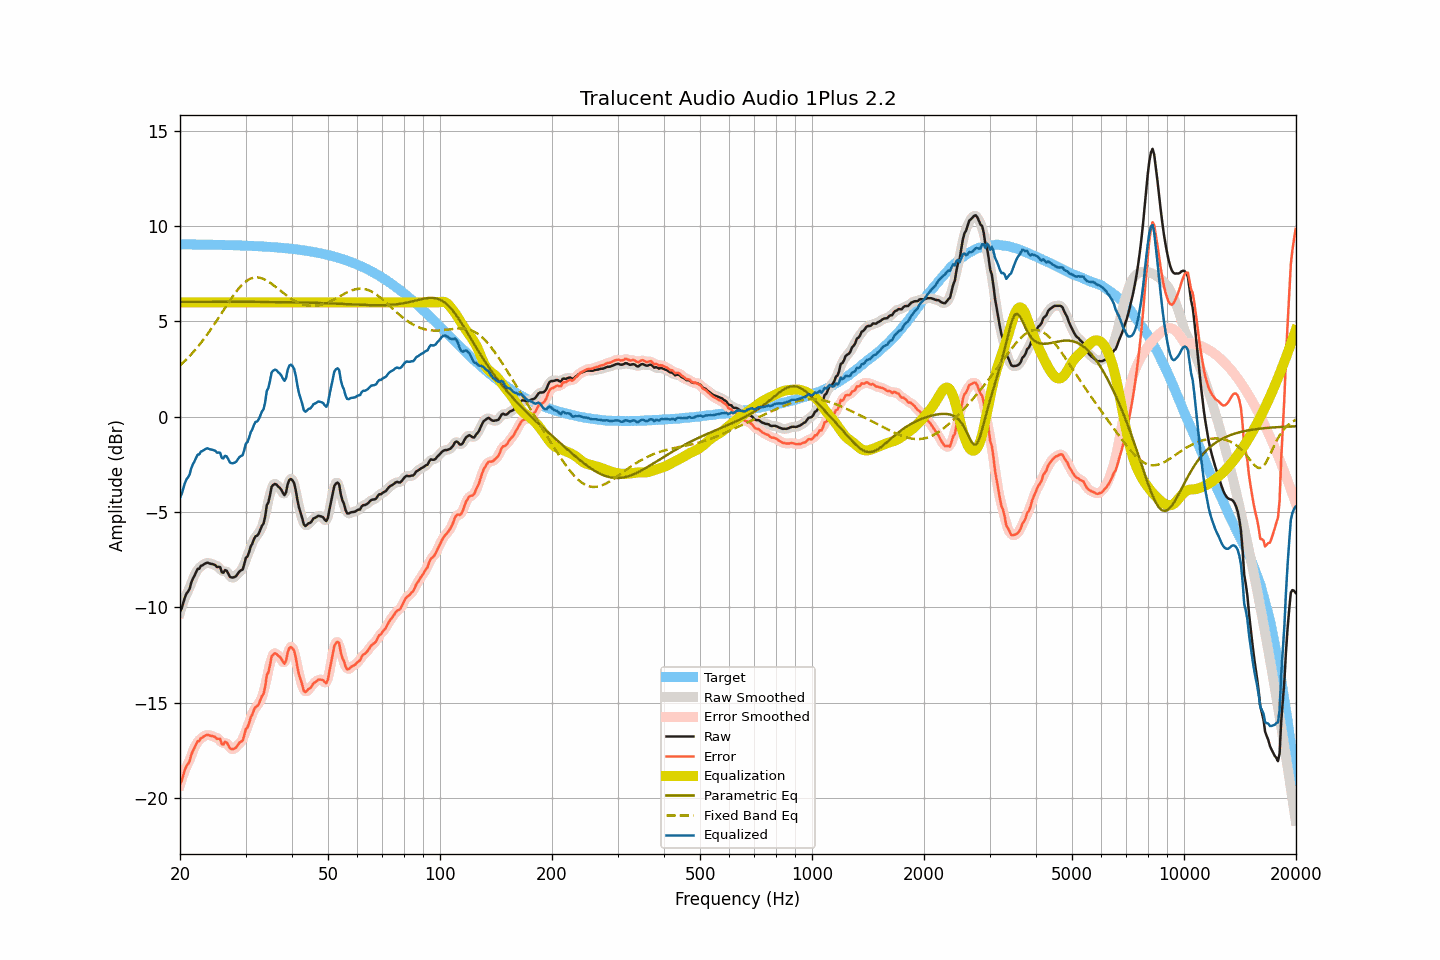 Tralucent Audio Audio 1Plus 2.2
15
10
5
0
−5
−10
−15
−20
Amplitude (dBr)
Target
Raw Smoothed
Error Smoothed
Raw
Error
Equalization
Parametric Eq
Fixed Band Eq
Equalized
20 50 100 200 500 1000 2000 5000 10000 20000
Frequency (Hz)